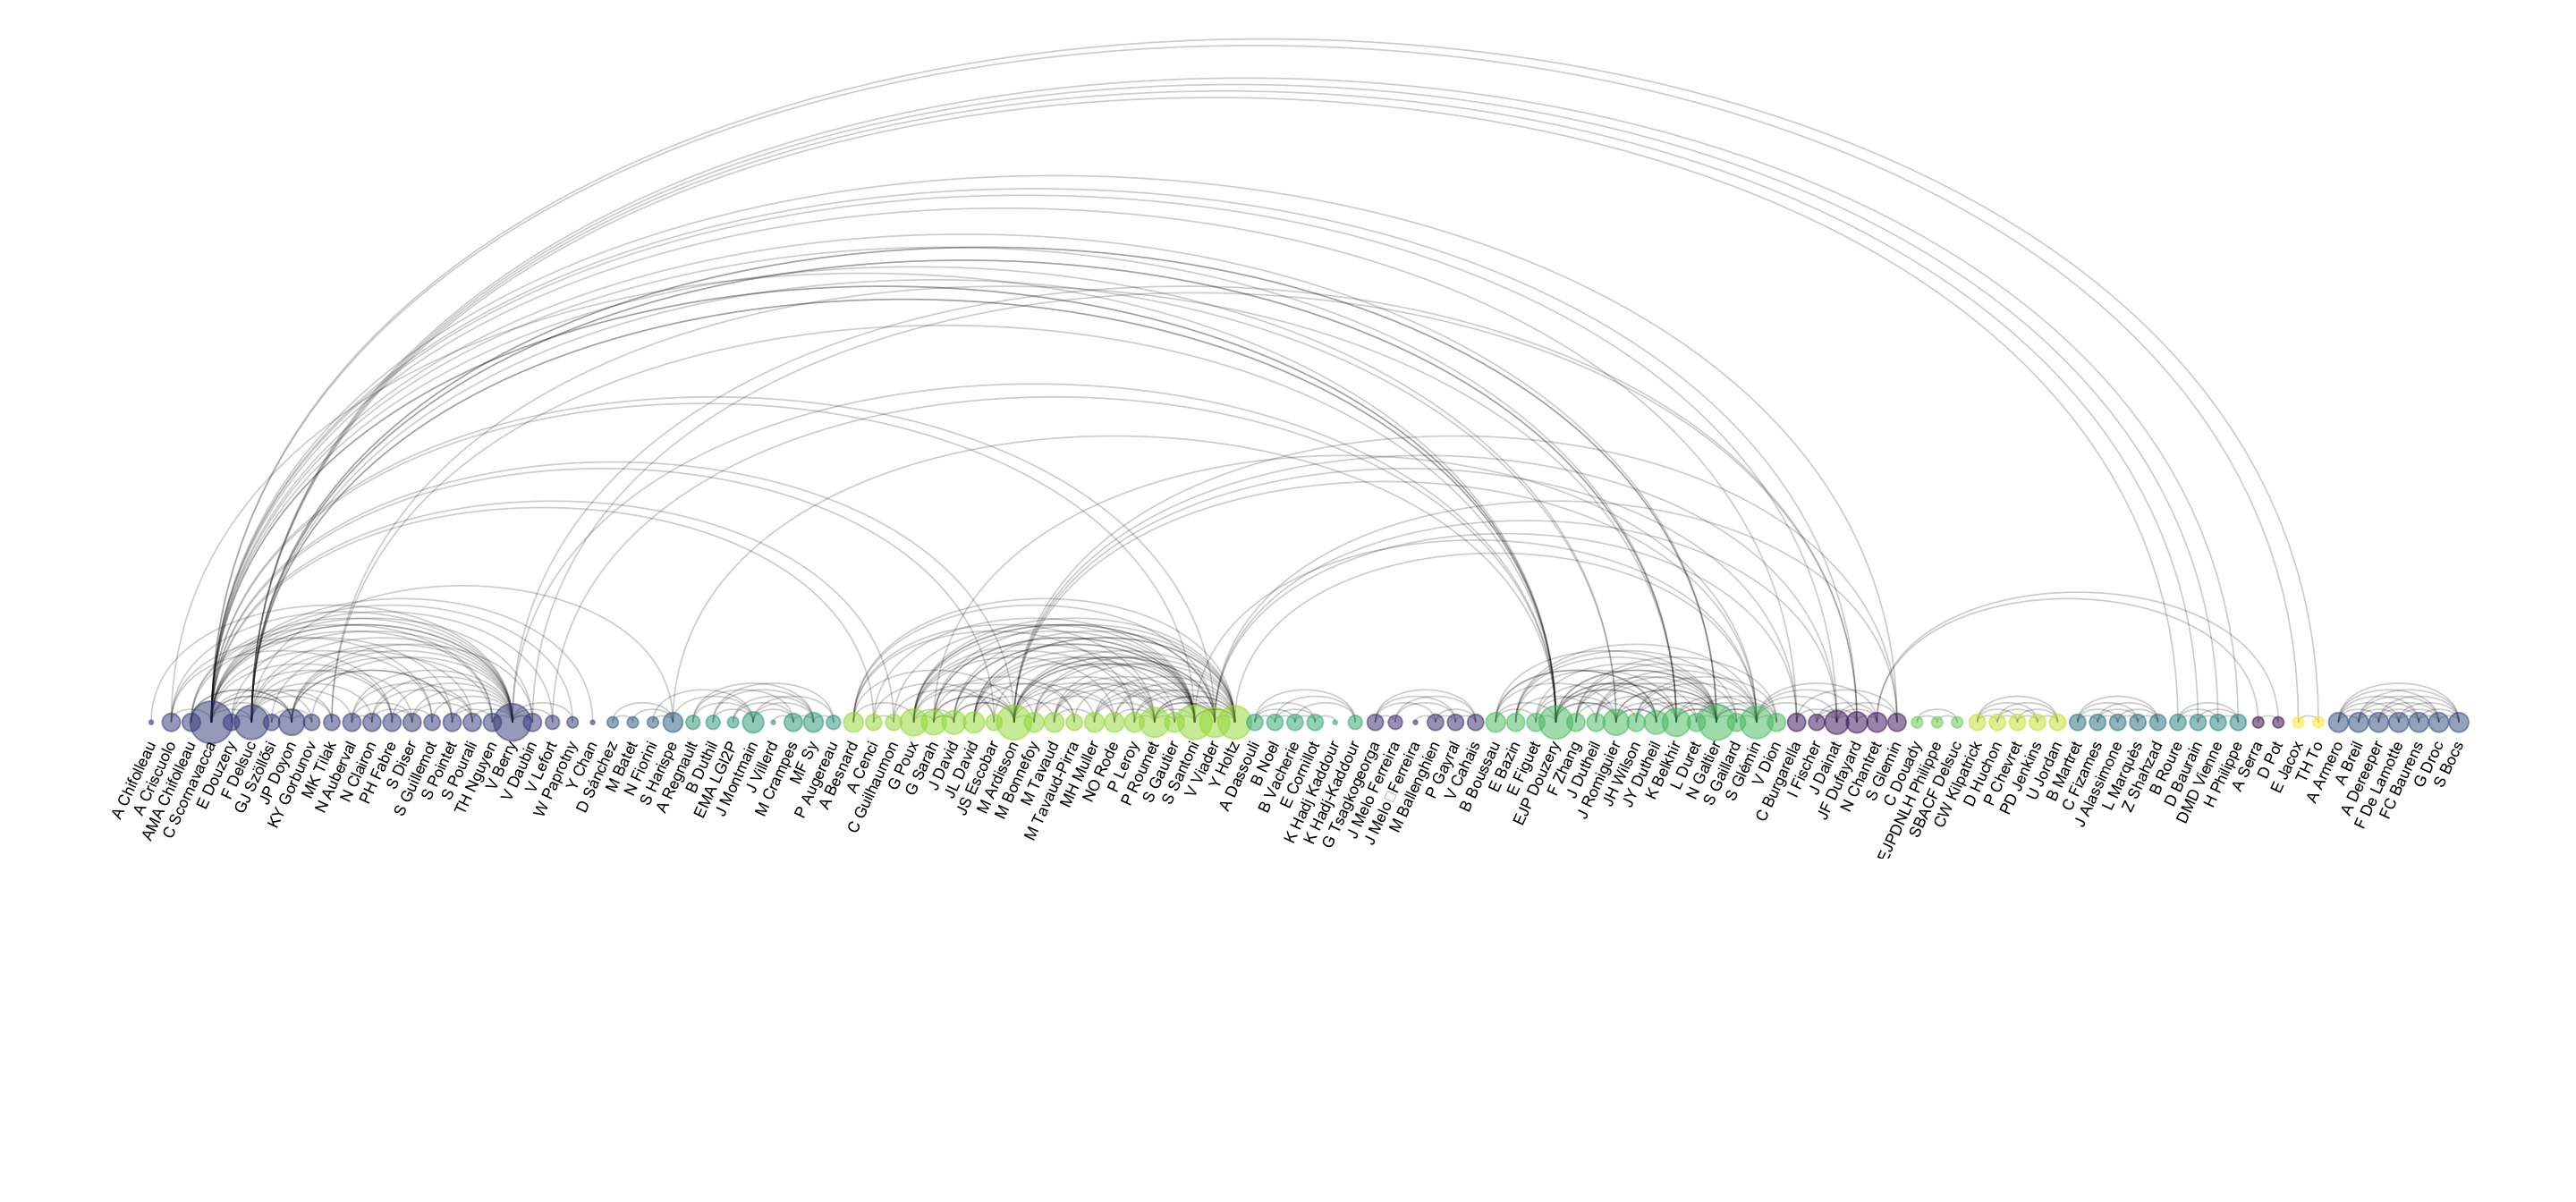 A Chifolleau
A Criscuolo
AMA Chifolleau
C Scornavacca
E Douzery
F Delsuc
GJ Szöllősi
JP Doyon
KY Gorbunov
MK Tilak
N Auberval
N Clairon
PH Fabre
S Diser
S Guillemot
S Pointet
S Pourali
TH Nguyen
V Berry
V Daubin
V Lefort
W Paprotny
Y Chan
D Sánchez
M Batet
N Fiorini
S Harispe
A Regnault
B Duthil
EMA LGI2P
J Montmain
J Villerd
M Crampes
MF Sy
P Augereau
A Besnard
A Cenci
C Guilhaumon
G Poux
G Sarah
J David
JL David
JS Escobar
M Ardisson
M Bonnefoy
M Tavaud
M Tavaud-Pirra
MH Muller
NO Rode
P Leroy
P Roumet
S Gautier
S Santoni
V Viader
Y Holtz
A Dassouli
B Noel
B Vacherie
E Cornillot
K Hadj Kaddour
K Hadj-Kaddour
G Tsagkogeorga
J Melo Ferreira
J Melo□Ferreira
M Ballenghien
P Gayral
V Cahais
B Boussau
E Bazin
E Figuet
EJP Douzery
F Zhang
J Dutheil
J Romiguier
JH Wilson
JY Dutheil
K Belkhir
L Duret
N Galtier
S Gaillard
S Glémin
V Dion
C Burgarella
I Fischer
J Dainat
JF Dufayard
N Chantret
S Glemin
C Douady
EJPDNLH Philippe
SBACF Delsuc
CW Kilpatrick
D Huchon
P Chevret
PD Jenkins
U Jordan
B Martret
C Fizames
J Alassimone
L Marquès
Z Shahzad
B Roure
D Baurain
DMD Vienne
H Philippe
A Serra
D Pot
E Jacox
TH To
A Armero
A Breil
A Dereeper
F De Lamotte
FC Baurens
G Droc
S Bocs